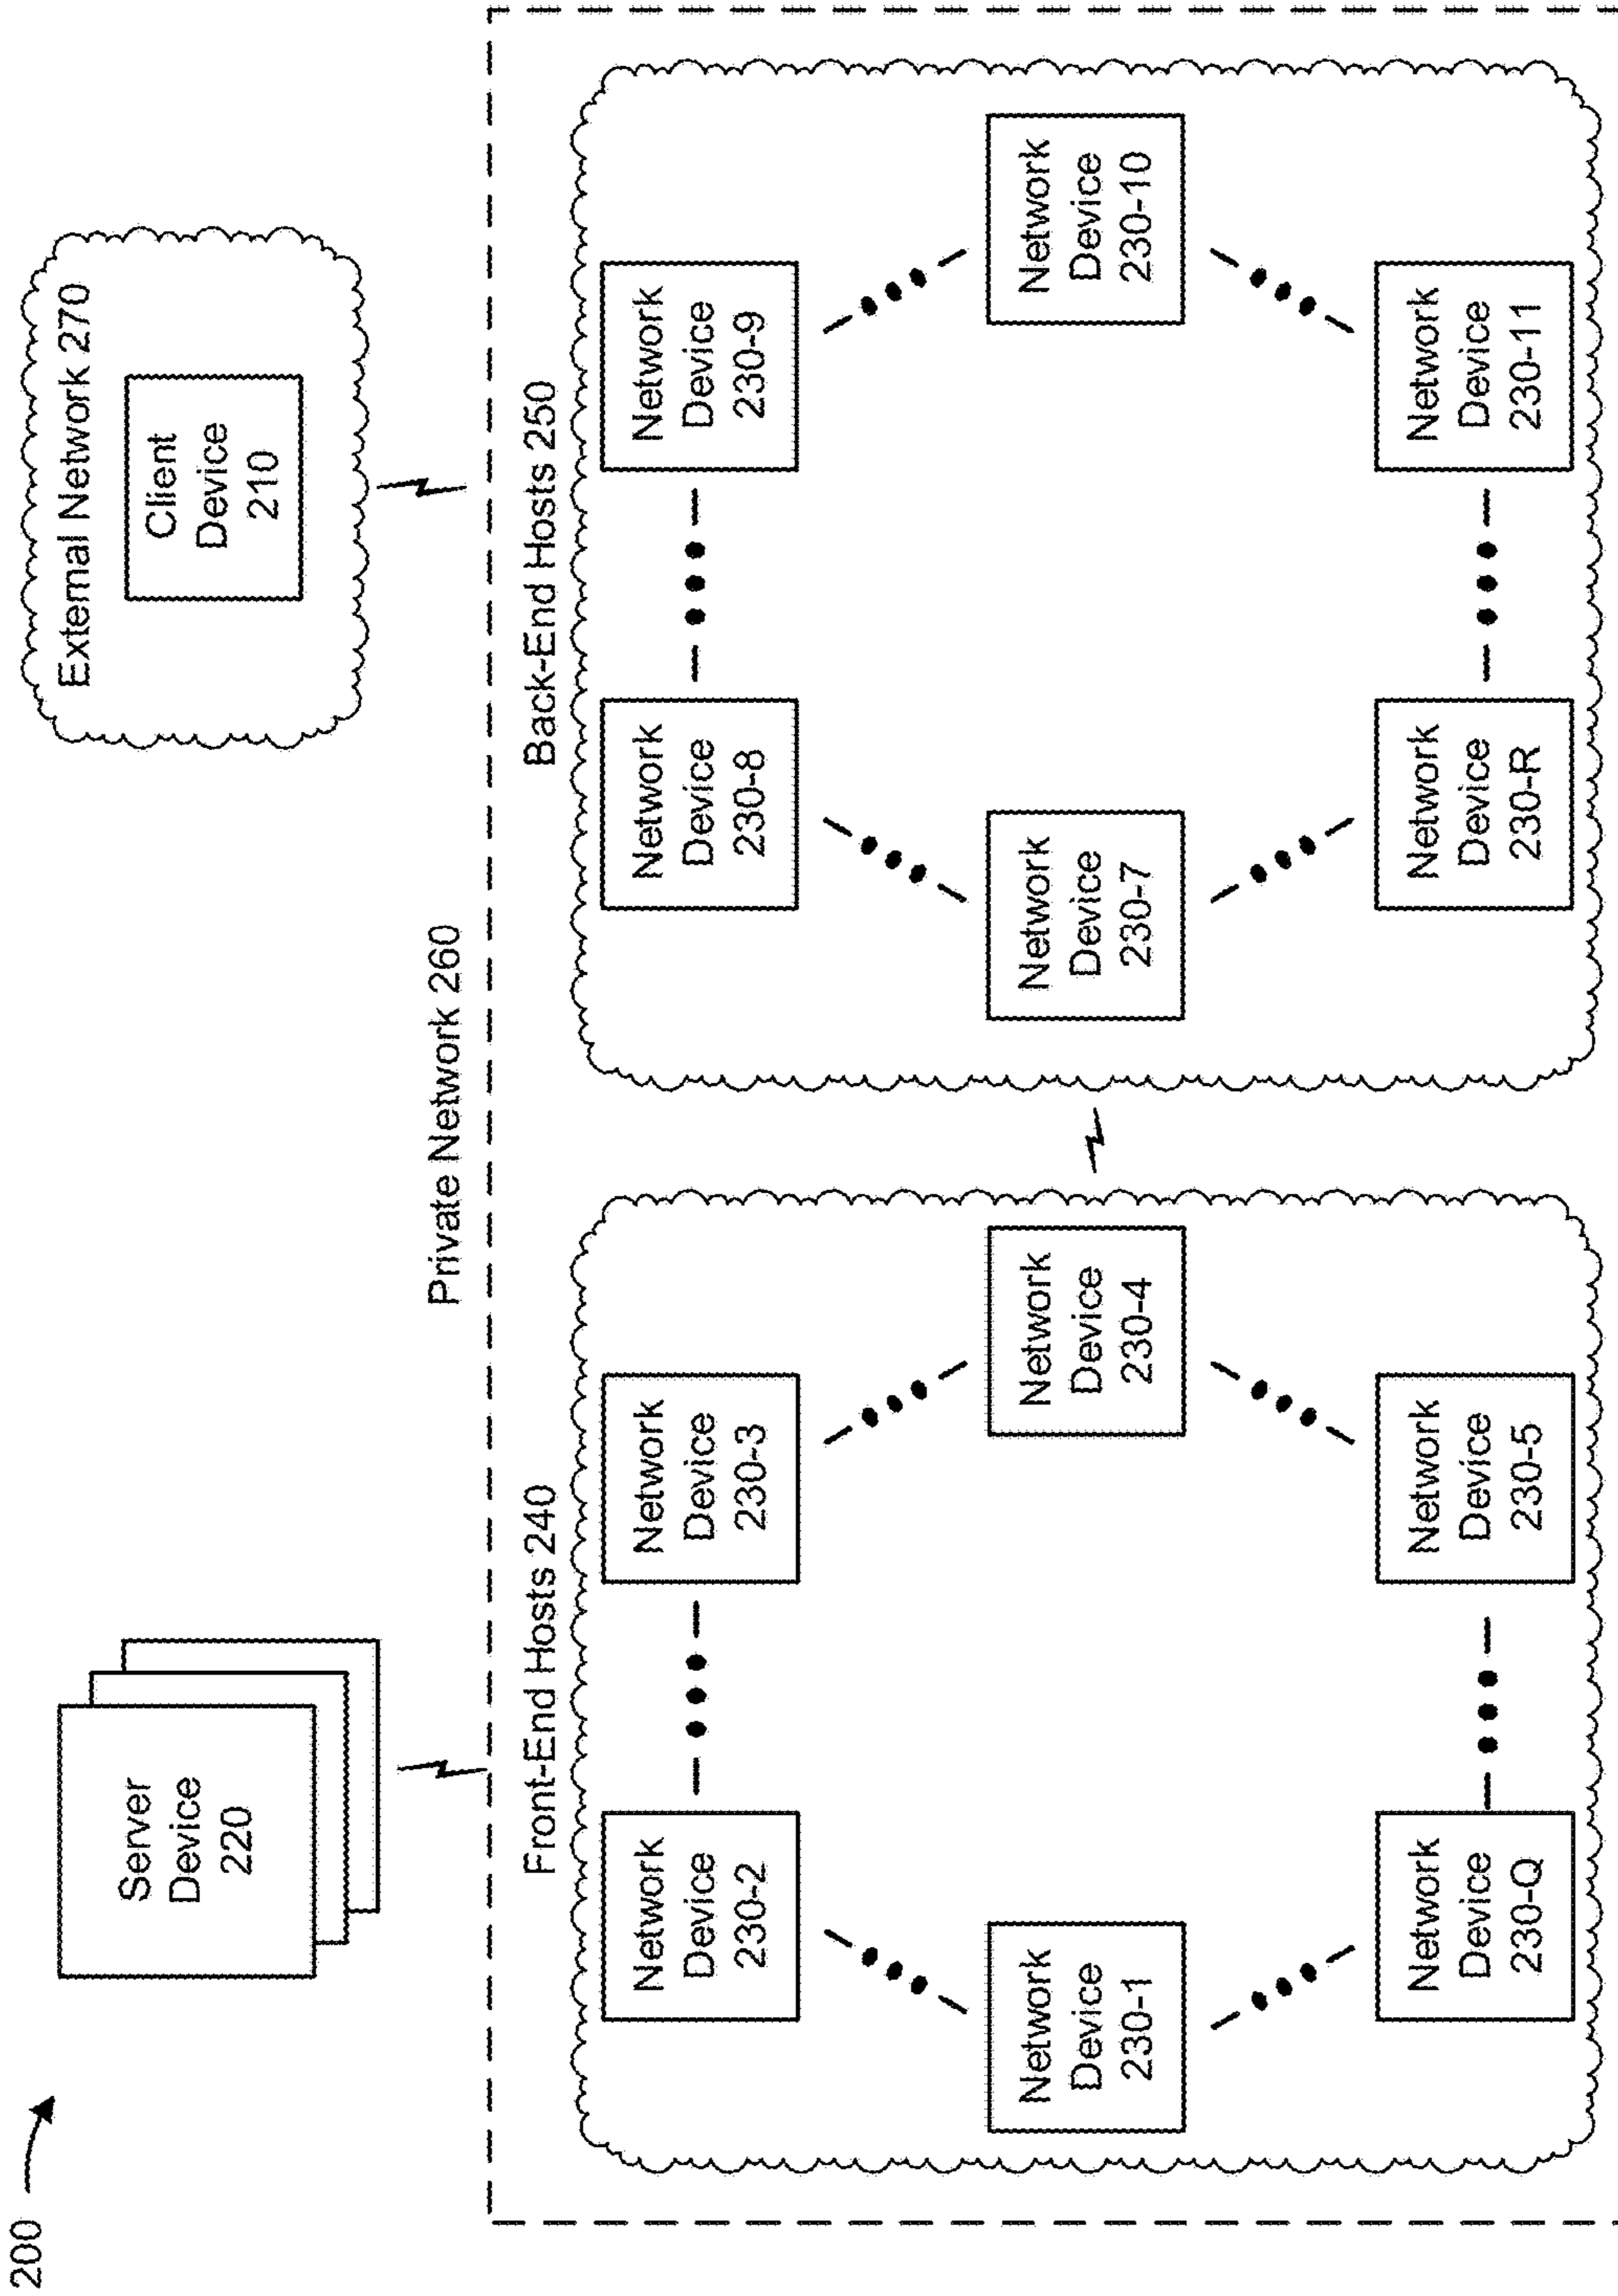 200
Server
Device
220
External Network 270
Client
Device
210
Private Network 260
Front-End Hosts 240
Network
Device
230-2
Network
Device
230-3
Network
Device
230-1
Network
Device
230-4
Network
Device
230-Q
Network
Device
230-5
Back-End Hosts 250
Network
Device
230-8
Network
Device
230-9
Network
Device
230-7
Network
Device
230-10
Network
Device
230-R
Network
Device
230-11